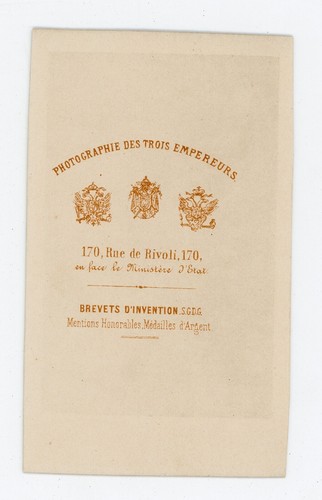 PHOTOGRAPHIE DES TROIS EMPEREURS.
170, Rue de Rivoli, 170,
en face le Ministère d'Etat.
BREVETS D'INVENTION S.G.D.G.
Mentions Honorables, Médailles d'Argent.